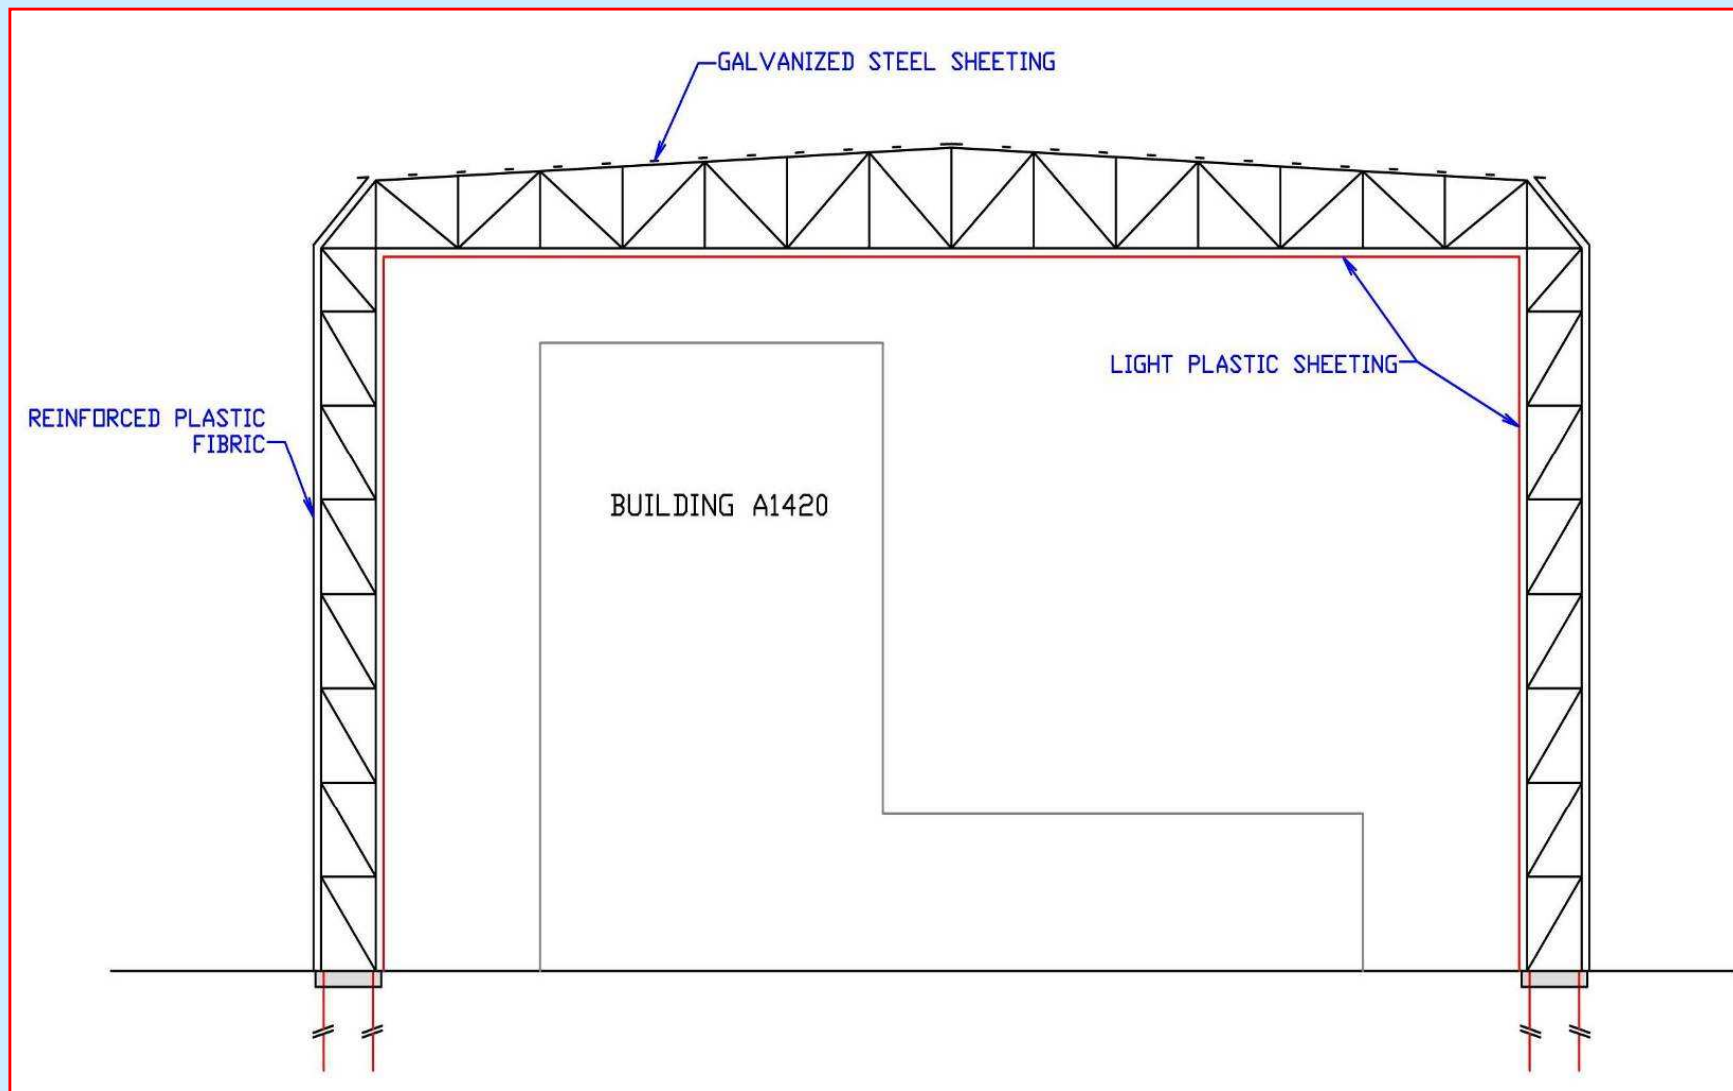 GALVANIZED STEEL SHEETING
LIGHT PLASTIC SHEETING
REINFORCED PLASTIC
FIBRIC
BUILDING A1420